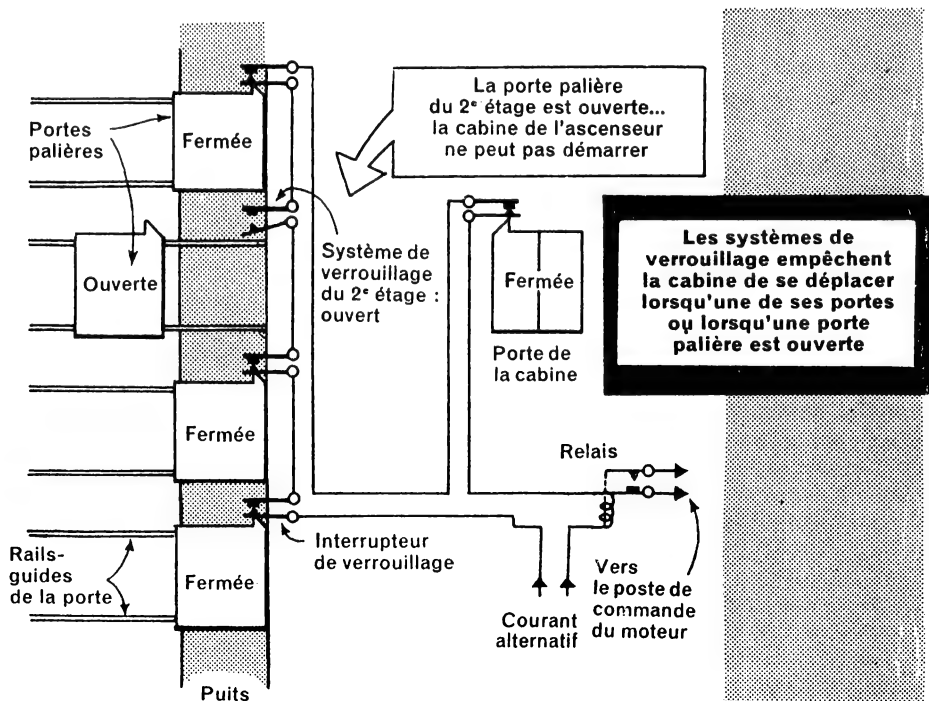 La porte palière
du 2e étage est ouverte...
la cabine de l'ascenseur
ne peut pas démarrer
Portes
palières
Fermée
Les systèmes de
verrouillage empêchent
la cabine de se déplacer
lorsqu'une de ses portes
ou lorsqu'une porte
palière est ouverte
Système de
verrouillage
du 2e étage :
ouvert
Ouverte
Fermée
Porte de
la cabine
Fermée
Relais
Interrupteur
de verrouillage
Rails-
guides
de la porte
Fermée
Vers
le poste de
commande
du moteur
Courant
alternatif
Puits